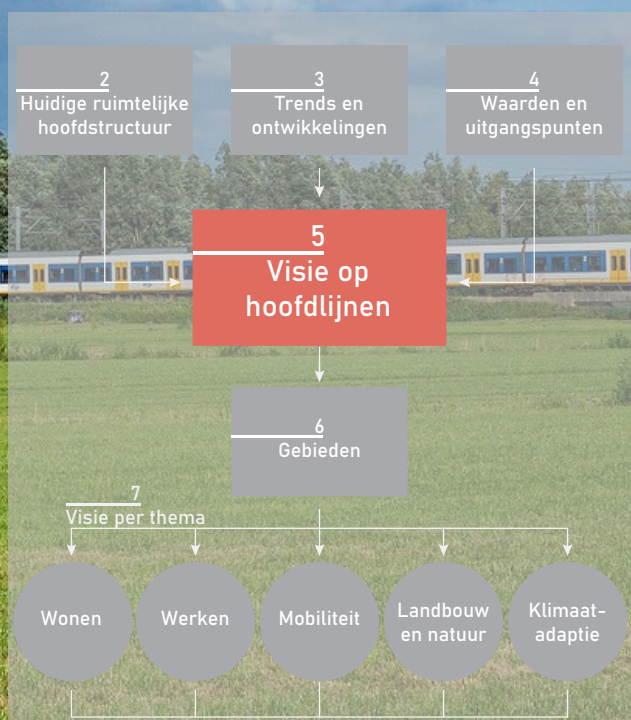 2
Huidige ruimtelijke
hoofdstructuur
3
Trends en
ontwikkelingen
4
Waarden en
uitgangspunten
5
Visie op
hoofdlijnen
6
Gebieden
7
Visie per thema
Wonen
Werken
Mobiliteit
Landbouw
en natuur
Klimaat-
adaptie